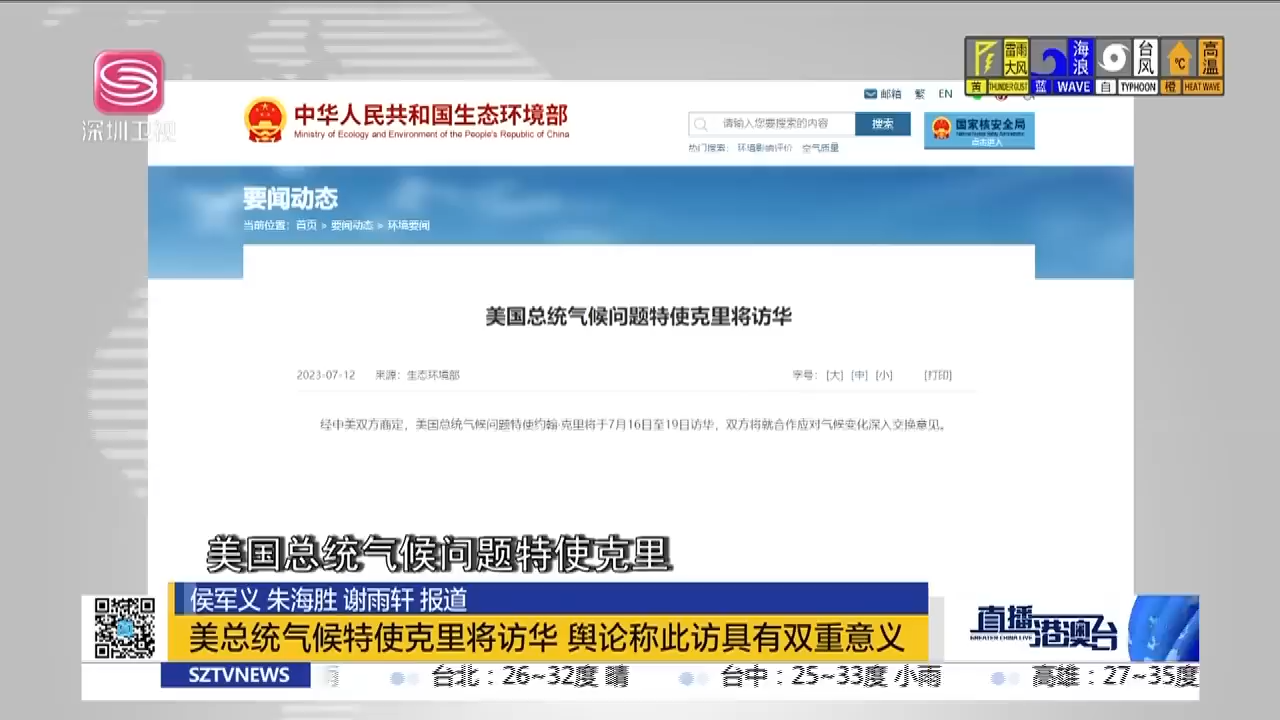 深圳卫视
雷雨大风
黄 THUNDER GUST
海浪
蓝 WAVE
台风
白 TYPHOON
高温
℃
橙 HEAT WAVE
邮箱 繁 EN
中华人民共和国生态环境部
Ministry of Ecology and Environment of the People's Republic of China
请输入您要搜索的内容 搜索
热门搜索： 环境影响评价 空气质量
国家核安全局
点击进入
要闻动态
当前位置：首页 > 要闻动态 > 环境要闻
美国总统气候问题特使克里将访华
2023-07-12 来源：生态环境部
字号：[大] [中] [小] [打印]
经中美双方商定，美国总统气候问题特使约翰·克里将于7月16日至19日访华，双方将就合作应对气候变化深入交换意见。
美国总统气候问题特使克里
侯军义 朱海胜 谢雨轩 报道
美总统气候特使克里将访华 舆论称此访具有双重意义
直播港澳台
GREATER CHINA LIVE
SZTVNEWS
台北：26~32度 晴 台中：25~33度 小雨 高雄：27~35度